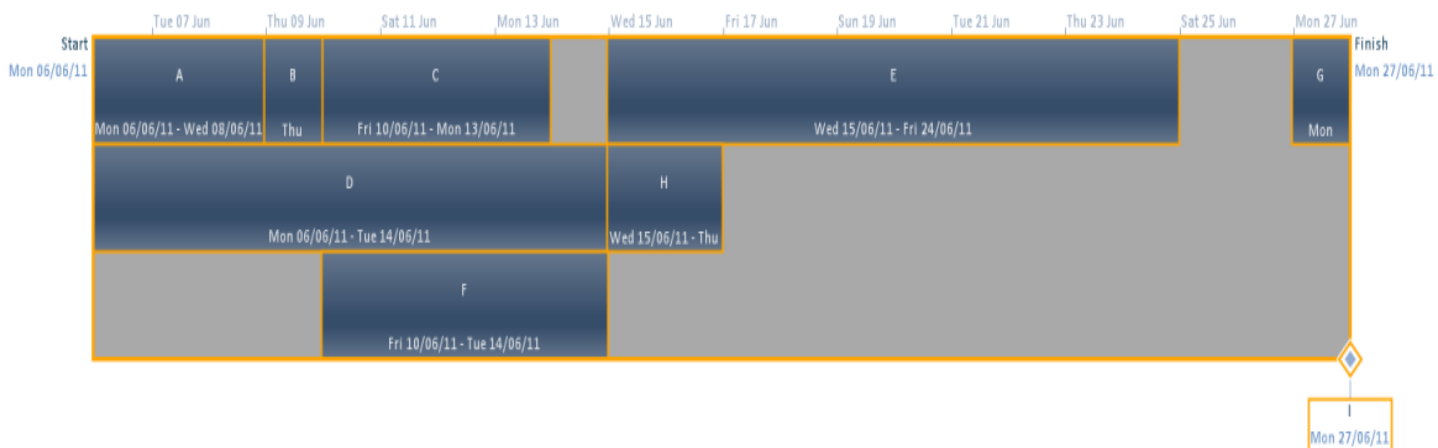 Tue 07 Jun Thu 09 Jun Sat 11 Jun Mon 13 Jun Wed 15 Jun Fri 17 Jun Sun 19 Jun Tue 21 Jun Thu 23 Jun Sat 25 Jun Mon 27 Jun
Start Finish
Mon 06/06/11 Mon 27/06/11
A B C E G
Mon 06/06/11 - Wed 08/06/11 Thu Fri 10/06/11 - Mon 13/06/11 Wed 15/06/11 - Fri 24/06/11 Mon
D H
Mon 06/06/11 - Tue 14/06/11 Wed 15/06/11 - Thu
F
Fri 10/06/11 - Tue 14/06/11
I
Mon 27/06/11